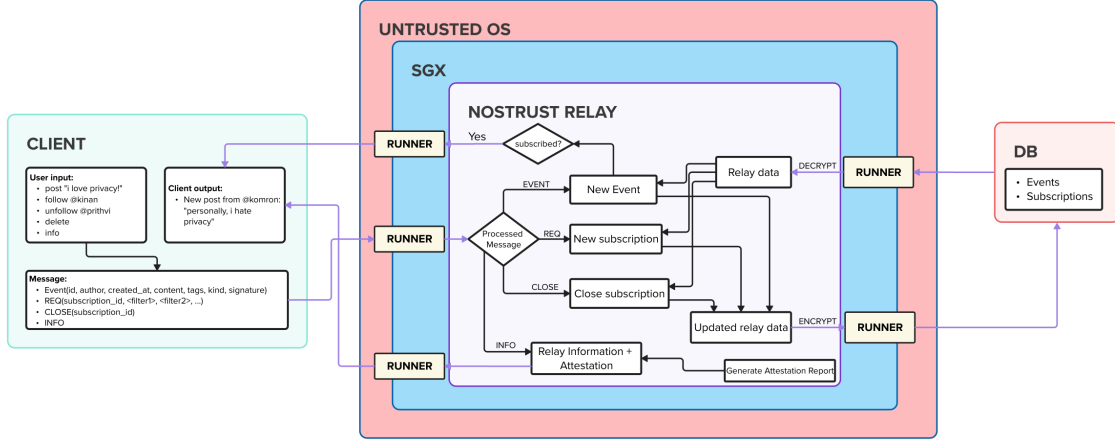 UNTRUSTED OS
SGX
NOSTRUST RELAY
CLIENT
User input:
• post "i love privacy!"
• follow @kinan
• unfollow @prithvi
• delete
• info
Client output:
• New post from @komron:
"personally, i hate
privacy"
Message:
• Event(id, author, created_at, content, tags, kind, signature)
• REQ(subscription_id, <filter1>, <filter2>, ...)
• CLOSE(subscription_id)
• INFO
RUNNER
RUNNER
RUNNER
Yes
subscribed?
EVENT
New Event
Relay data
DECRYPT
RUNNER
Processed
Message
REQ
New subscription
CLOSE
Close subscription
Updated relay data
ENCRYPT
RUNNER
INFO
Relay Information +
Attestation
Generate Attestation Report
DB
• Events
• Subscriptions